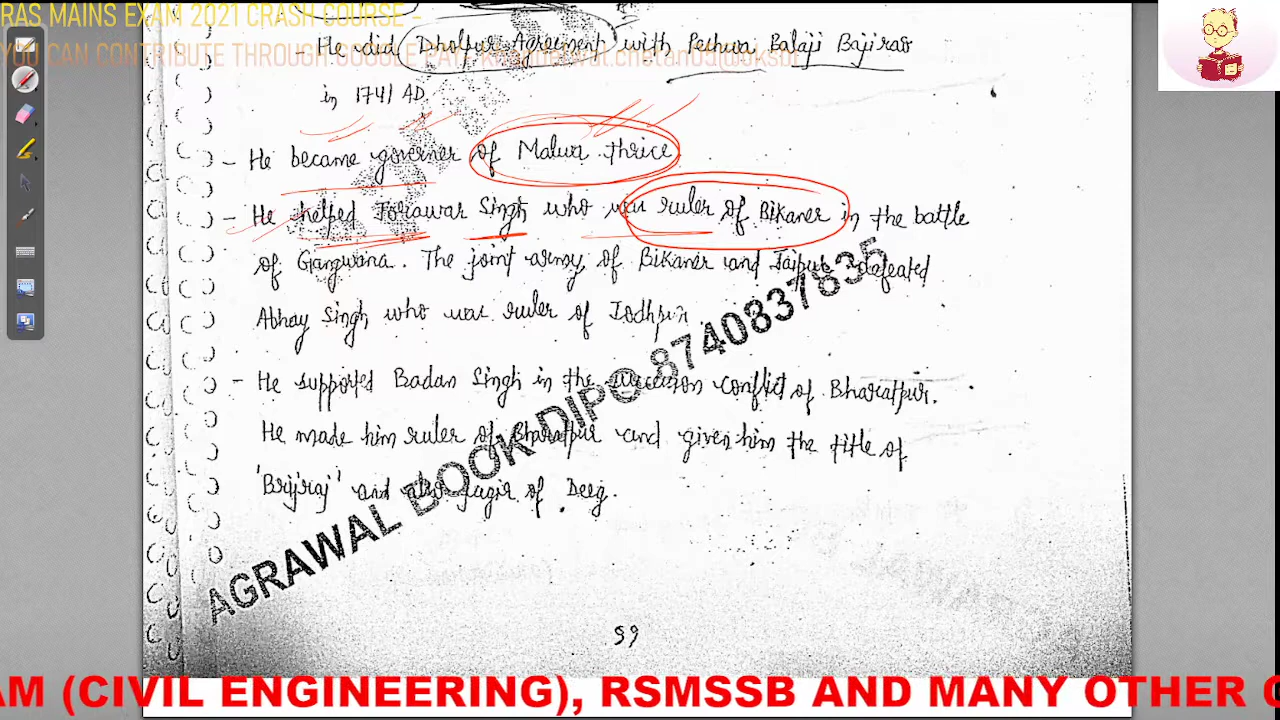 RAS MAINS EXAM 2021 CRASH COURSE -
YOU CAN CONTRIBUTE THROUGH GOOGLE PAY
- He did Dholpur Agreement with Peshwa Balaji Bajirao
in 1741 AD
- He became governer of Malwa thrice
- He helped Jorawar Singh who was ruler of Bikaner in the battle
of Gangwana. The joint army of Bikaner and Jaipur defeated
Abhay Singh who was ruler of Jodhpur
- He supported Badan Singh in the conflict of Bharatpur.
He made him ruler of Bharatpur and given him the title of
'Brijraj' and also jagir of Deeg.
AGRAWAL BOOK DIPO 8740837835
59
AM (CIVIL ENGINEERING), RSMSSB AND MANY OTHER